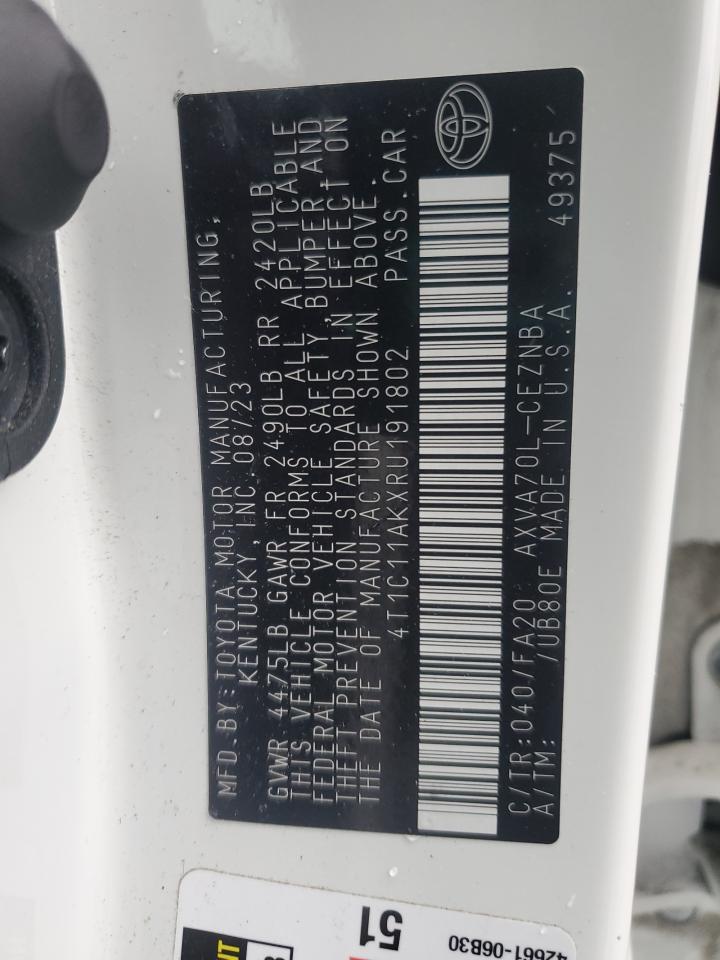 MFD. BY: TOYOTA MOTOR MANUFACTURING,
KENTUCKY, INC. 08/23
GVWR 4475LB GAWR FR 2490LB RR 2420LB
THIS VEHICLE CONFORMS TO ALL APPLICABLE
FEDERAL MOTOR VEHICLE SAFETY, BUMPER AND
THEFT PREVENTION STANDARDS IN EFFECT ON
THE DATE OF MANUFACTURE SHOWN ABOVE.
4T1C11AKXRU191802 PASS. CAR
C/TR: 040/FA20 AXVA70L-CEZNBA 49375
A/TM: /UB80E MADE IN U.S.A.
51
42661-06B30